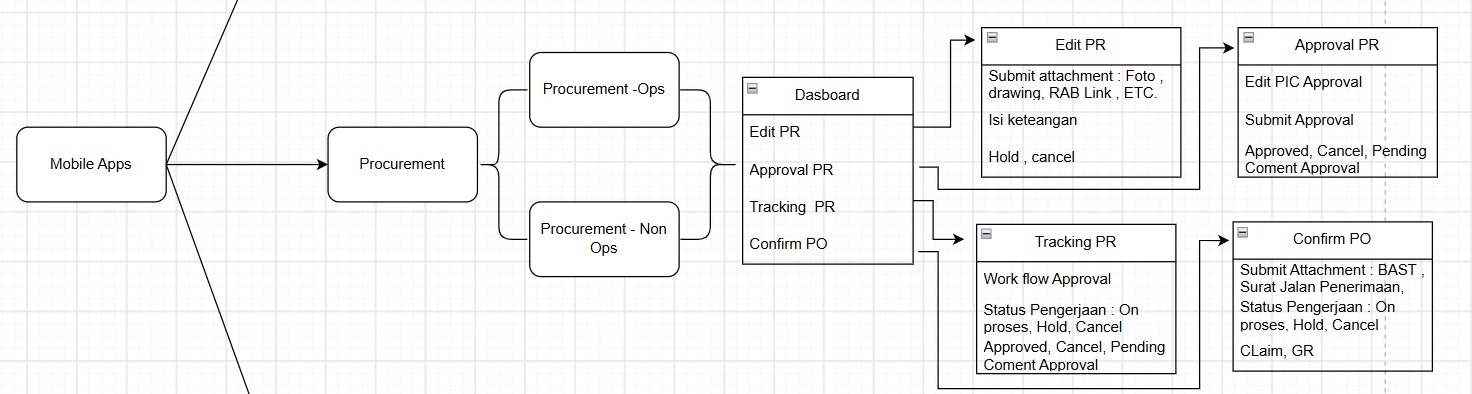 Mobile Apps
Procurement
Procurement -Ops
Procurement - Non
Ops
Dasboard
Edit PR
Approval PR
Tracking PR
Confirm PO
Edit PR
Submit attachment : Foto ,
drawing, RAB Link , ETC.
Isi keteangan
Hold , cancel
Approval PR
Edit PIC Approval
Submit Approval
Approved, Cancel, Pending
Coment Approval
Tracking PR
Work flow Approval
Status Pengerjaan : On
proses, Hold, Cancel
Approved, Cancel, Pending
Coment Approval
Confirm PO
Submit Attachment : BAST ,
Surat Jalan Penerimaan,
Status Pengerjaan : On
proses, Hold, Cancel
CLaim, GR